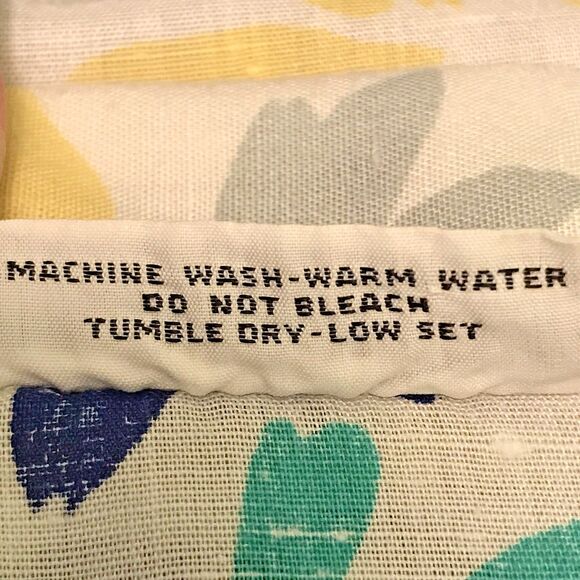 MACHINE WASH-WARM WATER
DO NOT BLEACH
TUMBLE DRY-LOW SET